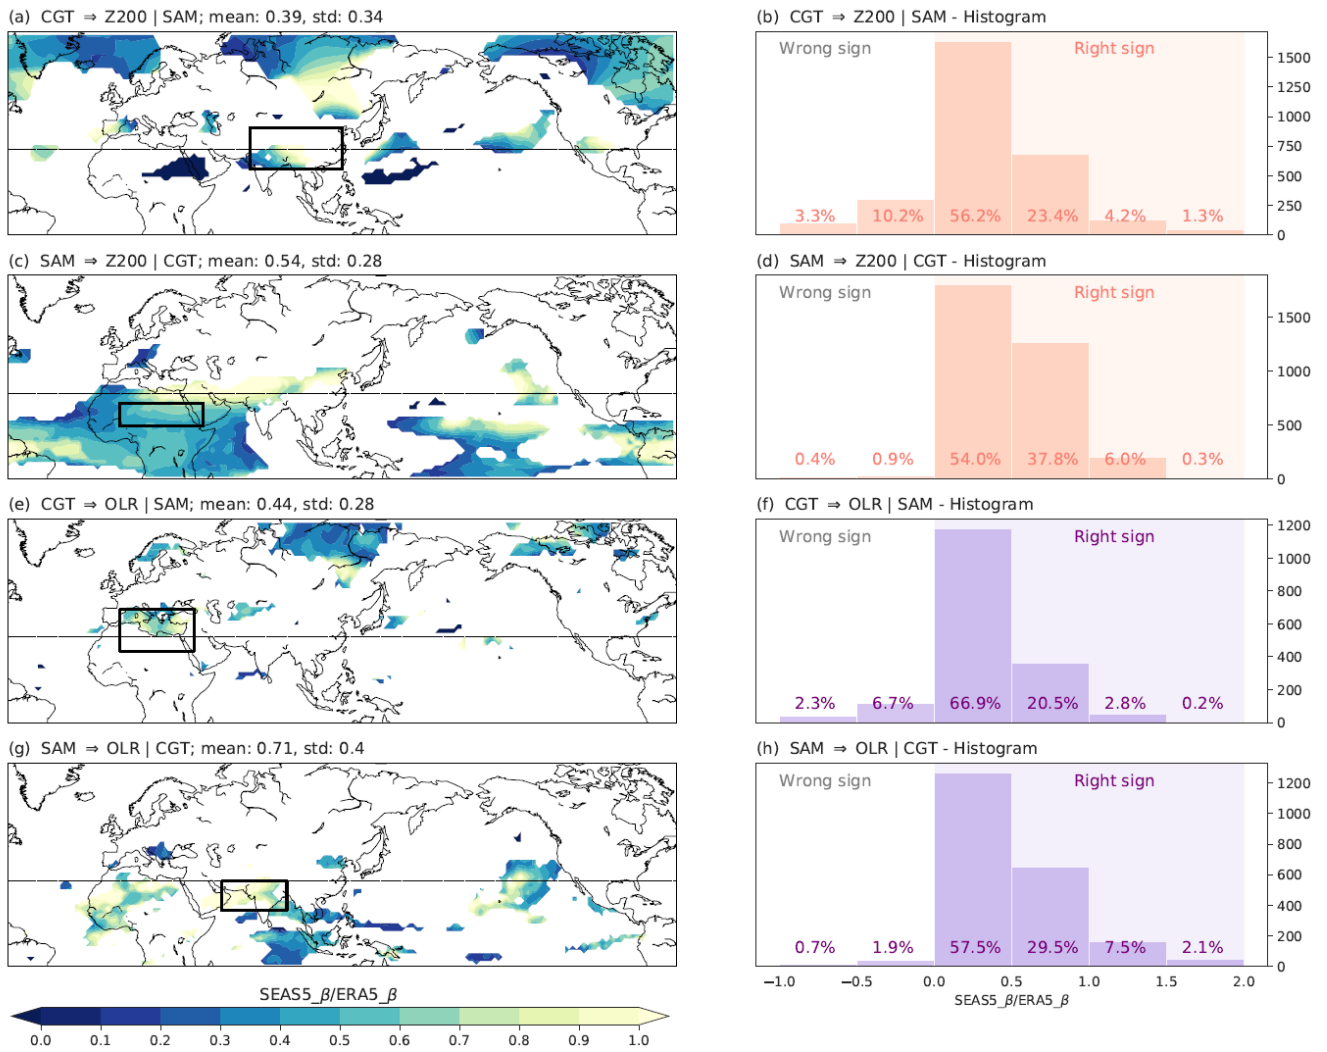 (a) CGT ⇒ Z200 | SAM; mean: 0.39, std: 0.34
(b) CGT ⇒ Z200 | SAM - Histogram
Wrong sign
Right sign
1500
1250
1000
750
500
250
0
3.3% 10.2% 56.2% 23.4% 4.2% 1.3%
(c) SAM ⇒ Z200 | CGT; mean: 0.54, std: 0.28
(d) SAM ⇒ Z200 | CGT - Histogram
Wrong sign
Right sign
1500
1000
500
0
0.4% 0.9% 54.0% 37.8% 6.0% 0.3%
(e) CGT ⇒ OLR | SAM; mean: 0.44, std: 0.28
(f) CGT ⇒ OLR | SAM - Histogram
Wrong sign
Right sign
1200
1000
800
600
400
200
0
2.3% 6.7% 66.9% 20.5% 2.8% 0.2%
(g) SAM ⇒ OLR | CGT; mean: 0.71, std: 0.4
(h) SAM ⇒ OLR | CGT - Histogram
Wrong sign
Right sign
1200
1000
800
600
400
200
0
0.7% 1.9% 57.5% 29.5% 7.5% 2.1%
−1.0 −0.5 0.0 0.5 1.0 1.5 2.0
SEAS5_β/ERA5_β
SEAS5_β/ERA5_β
0.0 0.1 0.2 0.3 0.4 0.5 0.6 0.7 0.8 0.9 1.0